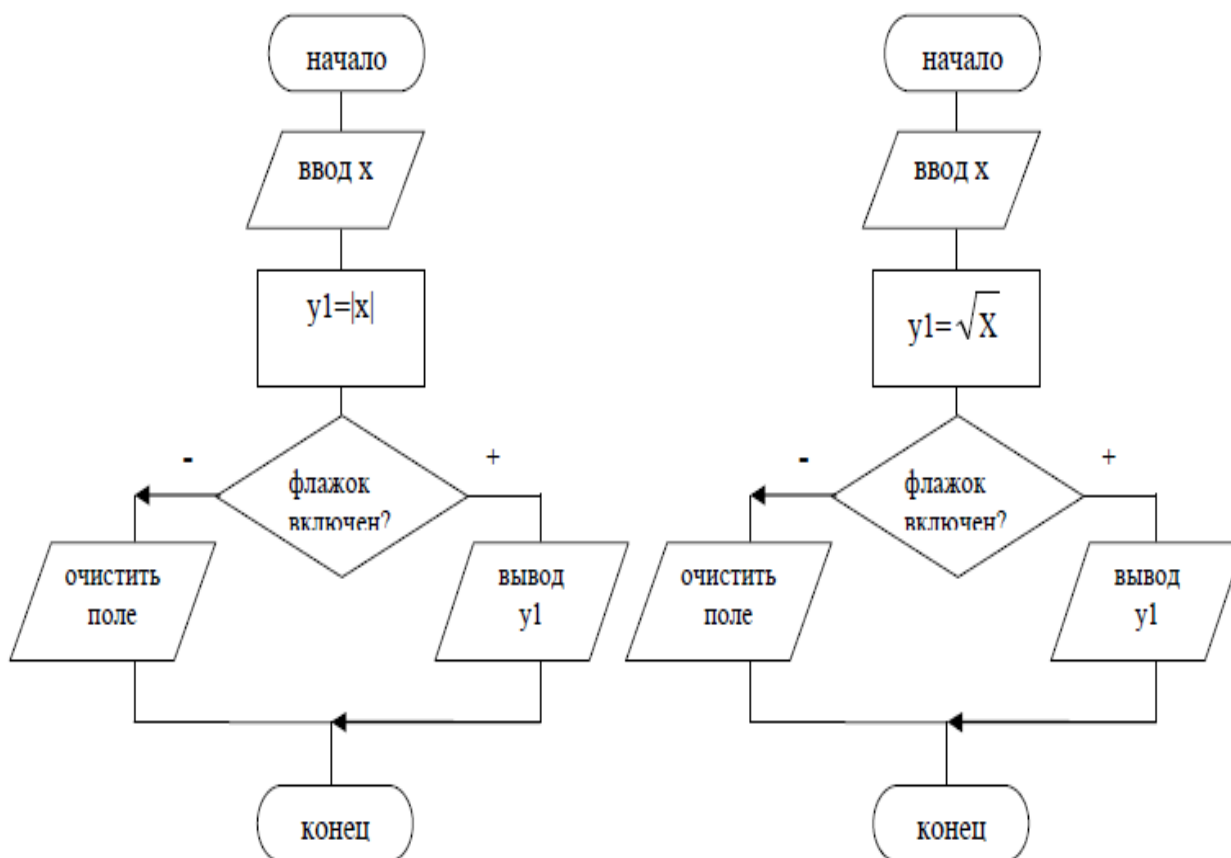 начало
ввод x
y1=|x|
-
+
флажок
включен?
очистить
поле
вывод
y1
конец
начало
ввод x
y1=√X
-
+
флажок
включен?
очистить
поле
вывод
y1
конец